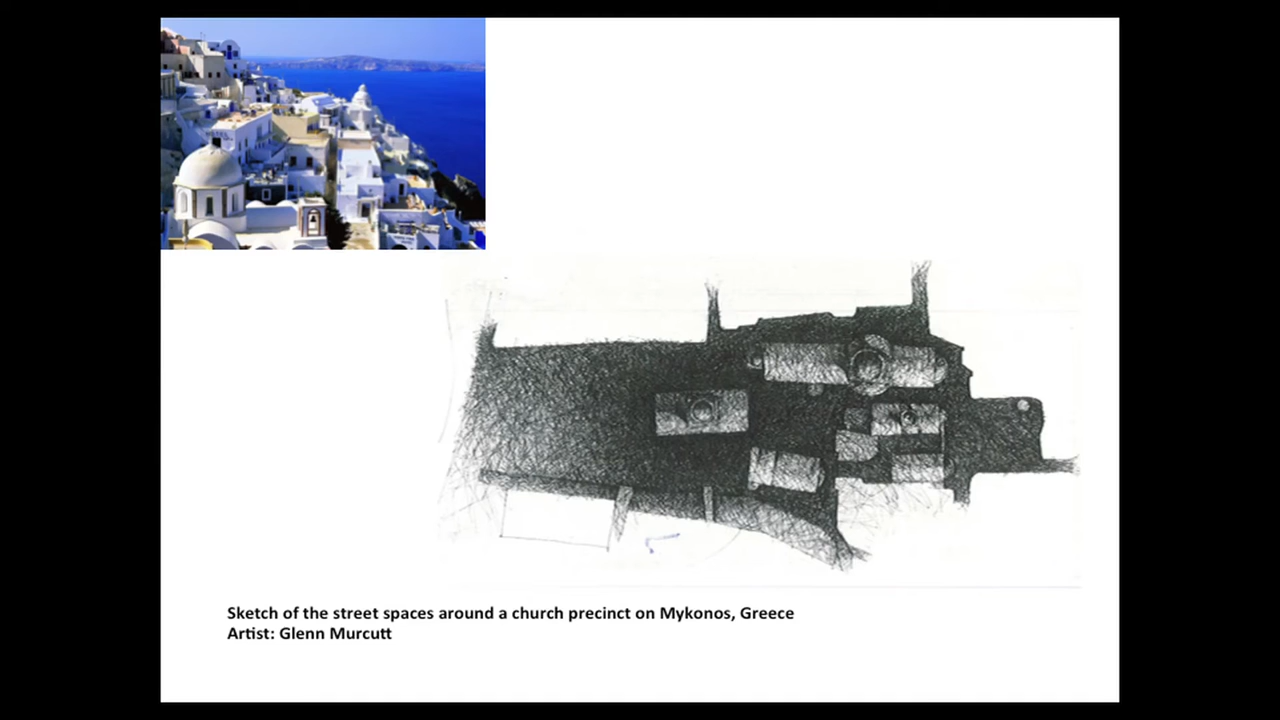 Sketch of the street spaces around a church precinct on Mykonos, Greece
Artist: Glenn Murcutt